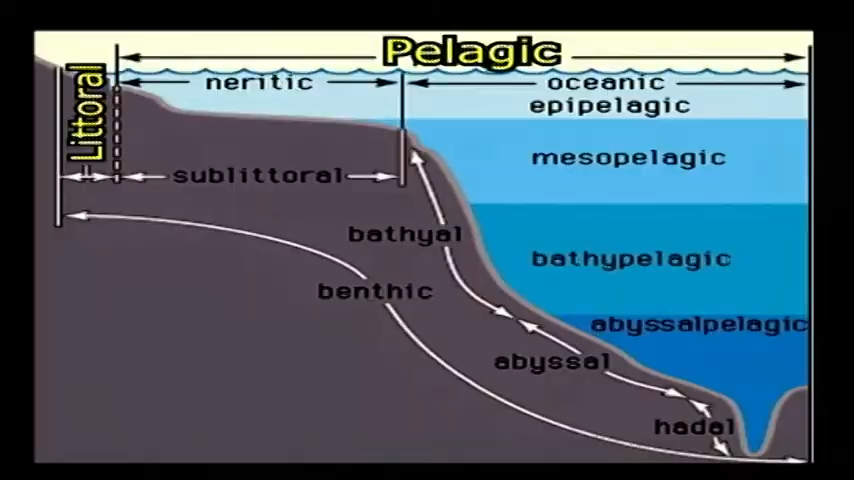 Pelagic
Littoral
neritic
oceanic
epipelagic
mesopelagic
sublittoral
bathyal
bathypelagic
benthic
abyssalpelagic
abyssal
hadal